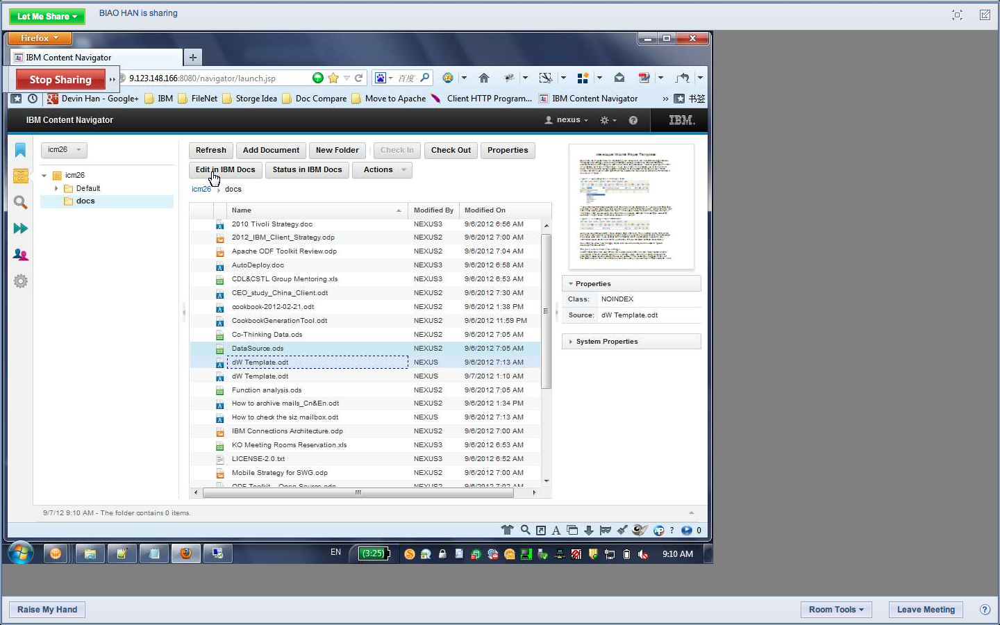 Let Me Share
BIAO HAN is sharing
Firefox
IBM Content Navigator
Stop Sharing
9.123.148.166:8080/navigator/launch.jsp
百度
Devin Han - Google+
IBM
FileNet
Storge Idea
Doc Compare
Move to Apache
Client HTTP Program...
IBM Content Navigator
»
书签
IBM Content Navigator
nexus
IBM.
icm26
Refresh
Add Document
New Folder
Check In
Check Out
Properties
Edit in IBM Docs
Status in IBM Docs
Actions
icm26
Default
docs
icm26
docs
Name Modified By Modified On
2010 Tivoli Strategy.doc NEXUS3 9/6/2012 6:56 AM
2012_IBM_Client_Strategy.odp NEXUS2 9/6/2012 7:00 AM
Apache ODF Toolkit Review.odp NEXUS2 9/6/2012 7:04 AM
AutoDeploy.doc NEXUS3 9/6/2012 6:58 AM
CDL&CSTL Group Mentoring.xls NEXUS3 9/6/2012 6:53 AM
CEO_study_China_Client.odt NEXUS2 9/6/2012 7:30 AM
cookbook-2012-02-21.odt NEXUS2 9/6/2012 1:38 PM
CookbookGenerationTool.odt NEXUS2 9/6/2012 11:59 PM
Co-Thinking Data.ods NEXUS2 9/6/2012 7:05 AM
DataSource.ods NEXUS2 9/6/2012 7:05 AM
dW Template.odt NEXUS 9/6/2012 7:13 AM
dW Template.odt NEXUS 9/7/2012 1:10 AM
Function analysis.ods NEXUS2 9/6/2012 7:05 AM
How to archive mails_Cn&En.odt NEXUS2 9/6/2012 1:34 PM
How to check the siz mailbox.odt NEXUS 9/6/2012 7:13 AM
IBM Connections Architecture.odp NEXUS2 9/6/2012 7:00 AM
KO Meeting Rooms Reservation.xls NEXUS3 9/6/2012 6:53 AM
LICENSE-2.0.txt NEXUS3 9/6/2012 6:52 AM
Mobile Strategy for SWG.odp NEXUS2 9/6/2012 7:00 AM
Properties
Class: NOINDEX
Source: dW Template.odt
System Properties
9/7/12 9:10 AM - The folder contains 0 items.
0
EN
(3:25)
9:10 AM
Raise My Hand
Room Tools
Leave Meeting